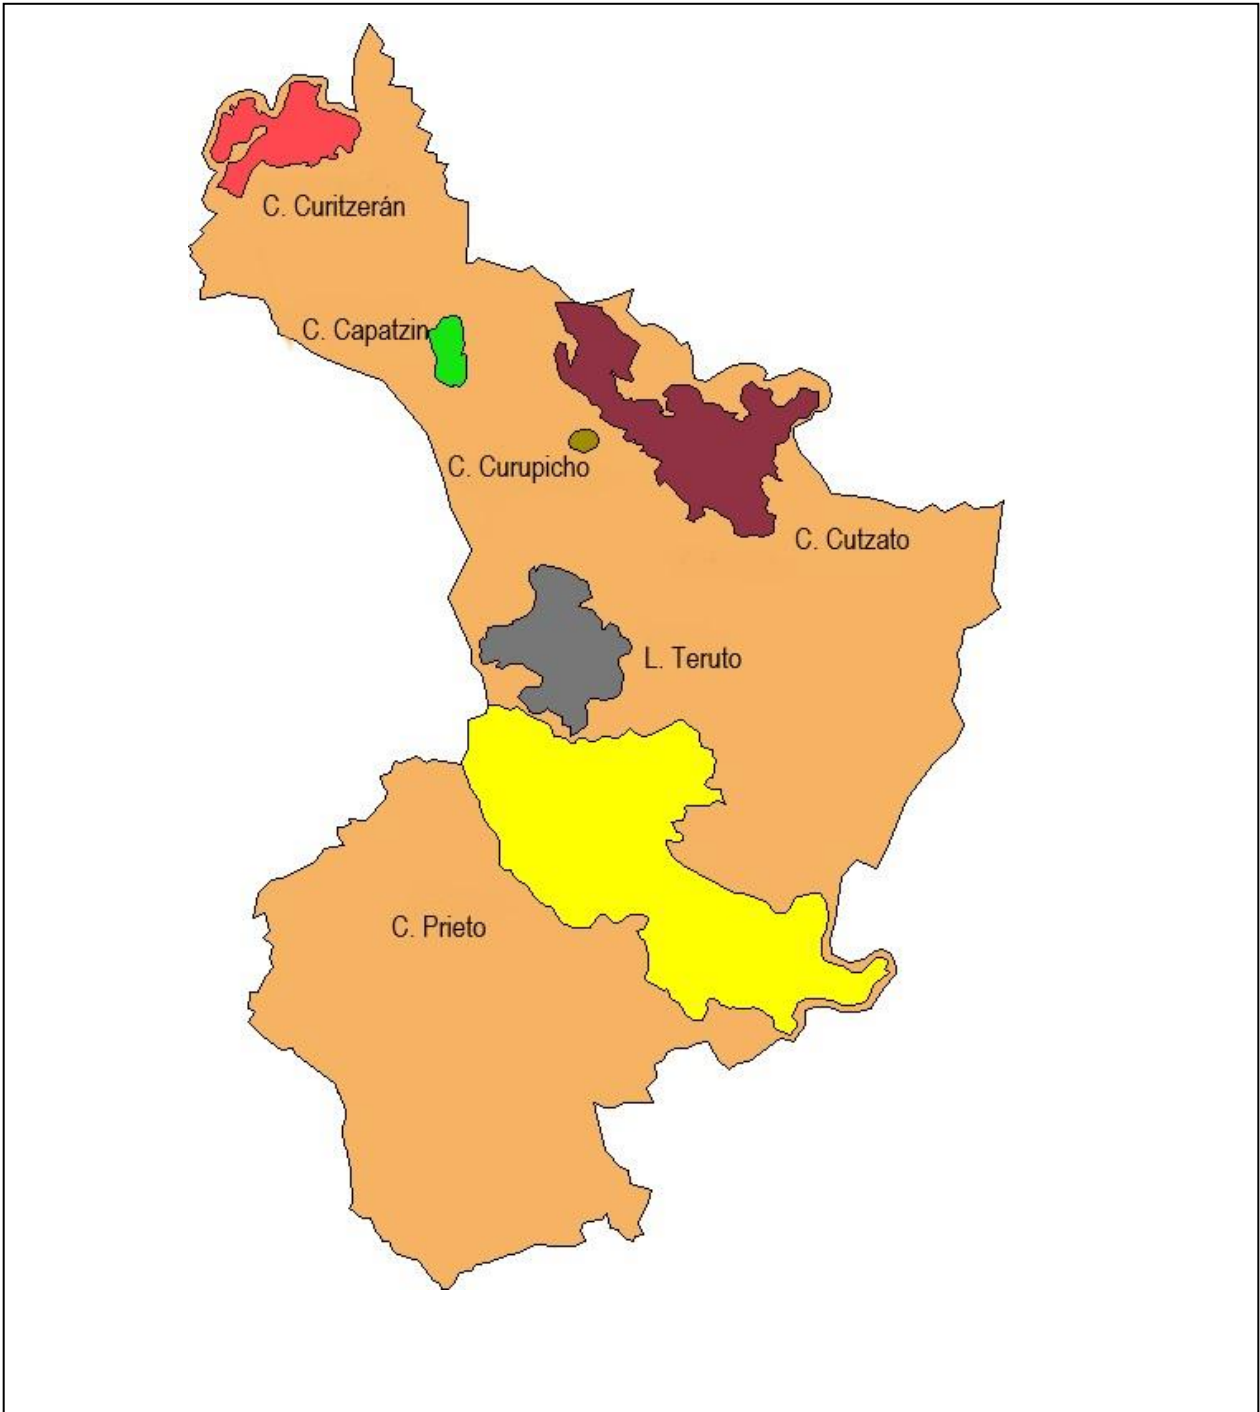 C. Curitzerán
C. Capatzin
C. Curupicho
C. Cutzato
L. Teruto
C. Prieto